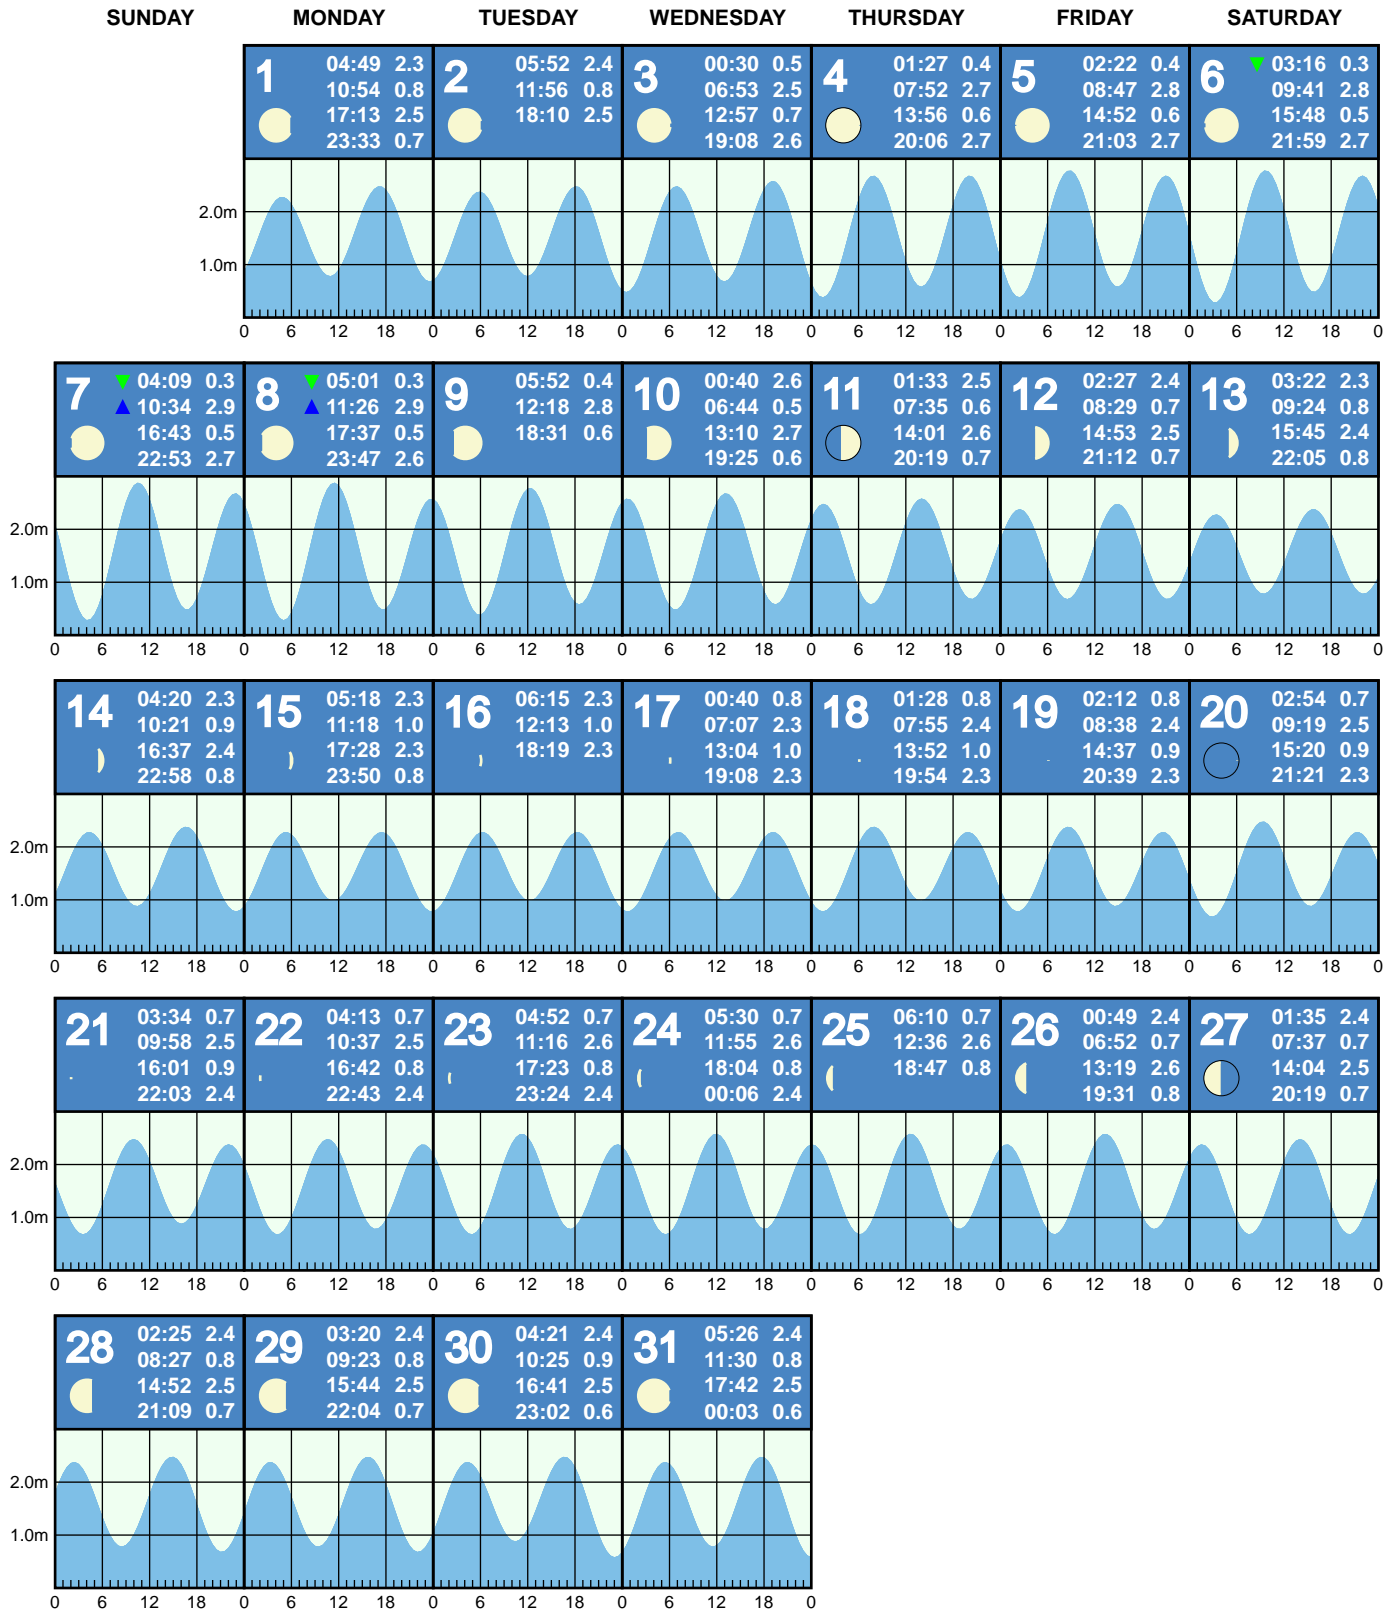 SUNDAY MONDAY TUESDAY WEDNESDAY THURSDAY FRIDAY SATURDAY
1 04:49 2.3
10:54 0.8
17:13 2.5
23:33 0.7
2 05:52 2.4
11:56 0.8
18:10 2.5
3 00:30 0.5
06:53 2.5
12:57 0.7
19:08 2.6
4 01:27 0.4
07:52 2.7
13:56 0.6
20:06 2.7
5 02:22 0.4
08:47 2.8
14:52 0.6
21:03 2.7
6 03:16 0.3
09:41 2.8
15:48 0.5
21:59 2.7
2.0m
1.0m
0 6 12 18 0 6 12 18 0 6 12 18 0 6 12 18 0 6 12 18 0 6 12 18 0
7 04:09 0.3
10:34 2.9
16:43 0.5
22:53 2.7
8 05:01 0.3
11:26 2.9
17:37 0.5
23:47 2.6
9 05:52 0.4
12:18 2.8
18:31 0.6
10 00:40 2.6
06:44 0.5
13:10 2.7
19:25 0.6
11 01:33 2.5
07:35 0.6
14:01 2.6
20:19 0.7
12 02:27 2.4
08:29 0.7
14:53 2.5
21:12 0.7
13 03:22 2.3
09:24 0.8
15:45 2.4
22:05 0.8
2.0m
1.0m
0 6 12 18 0 6 12 18 0 6 12 18 0 6 12 18 0 6 12 18 0 6 12 18 0 6 12 18 0
14 04:20 2.3
10:21 0.9
16:37 2.4
22:58 0.8
15 05:18 2.3
11:18 1.0
17:28 2.3
23:50 0.8
16 06:15 2.3
12:13 1.0
18:19 2.3
17 00:40 0.8
07:07 2.3
13:04 1.0
19:08 2.3
18 01:28 0.8
07:55 2.4
13:52 1.0
19:54 2.3
19 02:12 0.8
08:38 2.4
14:37 0.9
20:39 2.3
20 02:54 0.7
09:19 2.5
15:20 0.9
21:21 2.3
2.0m
1.0m
0 6 12 18 0 6 12 18 0 6 12 18 0 6 12 18 0 6 12 18 0 6 12 18 0 6 12 18 0
21 03:34 0.7
09:58 2.5
16:01 0.9
22:03 2.4
22 04:13 0.7
10:37 2.5
16:42 0.8
22:43 2.4
23 04:52 0.7
11:16 2.6
17:23 0.8
23:24 2.4
24 05:30 0.7
11:55 2.6
18:04 0.8
00:06 2.4
25 06:10 0.7
12:36 2.6
18:47 0.8
26 00:49 2.4
06:52 0.7
13:19 2.6
19:31 0.8
27 01:35 2.4
07:37 0.7
14:04 2.5
20:19 0.7
2.0m
1.0m
0 6 12 18 0 6 12 18 0 6 12 18 0 6 12 18 0 6 12 18 0 6 12 18 0 6 12 18 0
28 02:25 2.4
08:27 0.8
14:52 2.5
21:09 0.7
29 03:20 2.4
09:23 0.8
15:44 2.5
22:04 0.7
30 04:21 2.4
10:25 0.9
16:41 2.5
23:02 0.6
31 05:26 2.4
11:30 0.8
17:42 2.5
00:03 0.6
2.0m
1.0m
0 6 12 18 0 6 12 18 0 6 12 18 0 6 12 18 0